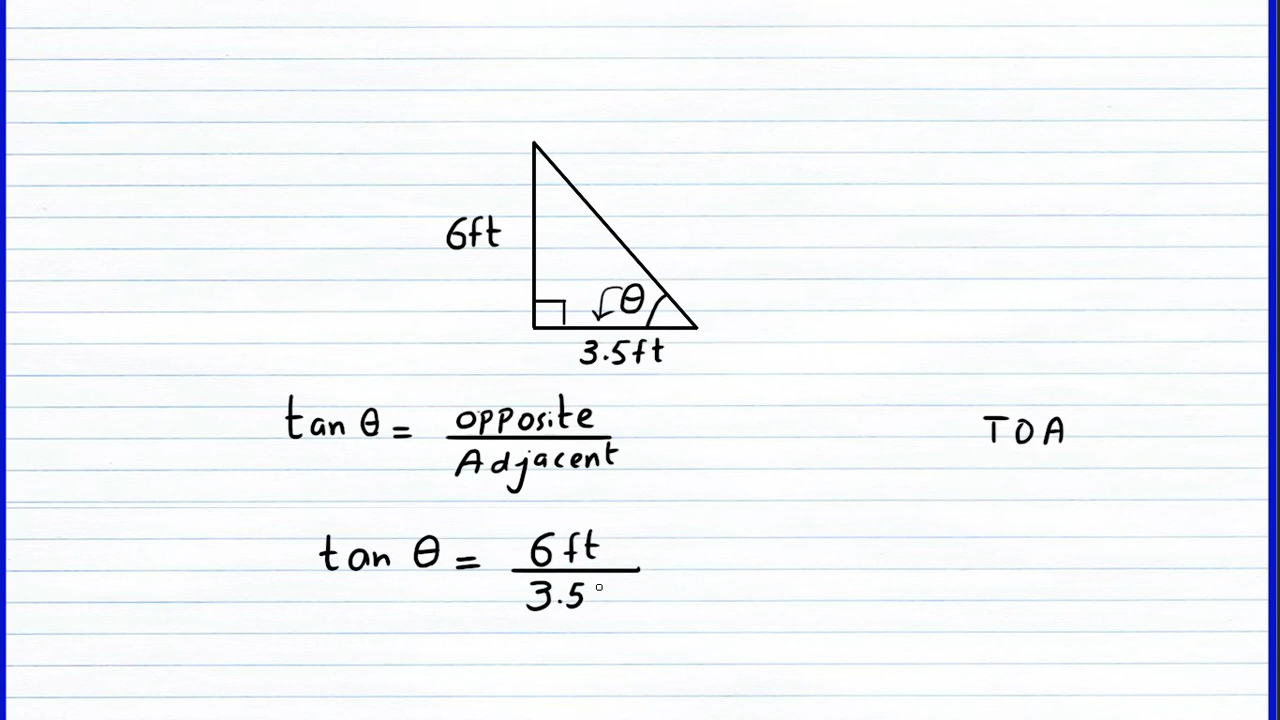 6ft
θ
3.5ft
tan θ = opposite / Adjacent
TOA
tan θ = 6ft / 3.5